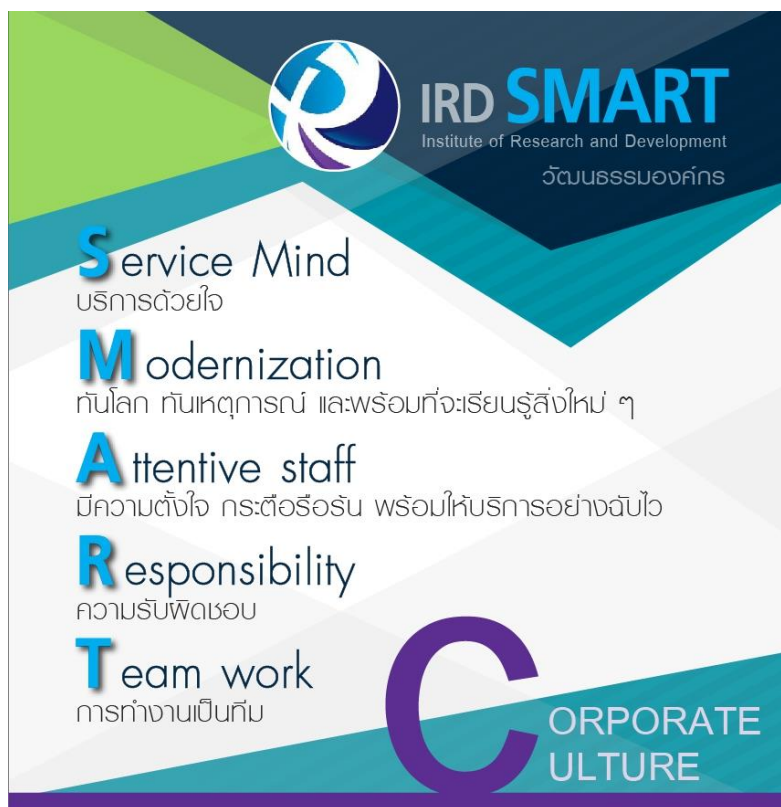 IRD SMART
Institute of Research and Development
วัฒนธรรมองค์กร
Service Mind
บริการด้วยใจ
Modernization
ทันโลก ทันเหตุการณ์ และพร้อมที่จะเรียนรู้สิ่งใหม่ ๆ
Attentive staff
มีความตั้งใจ กระตือรือร้น พร้อมให้บริการอย่างฉับไว
Responsibility
ความรับผิดชอบ
Team work
การทำงานเป็นทีม
CORPORATE
ULTURE